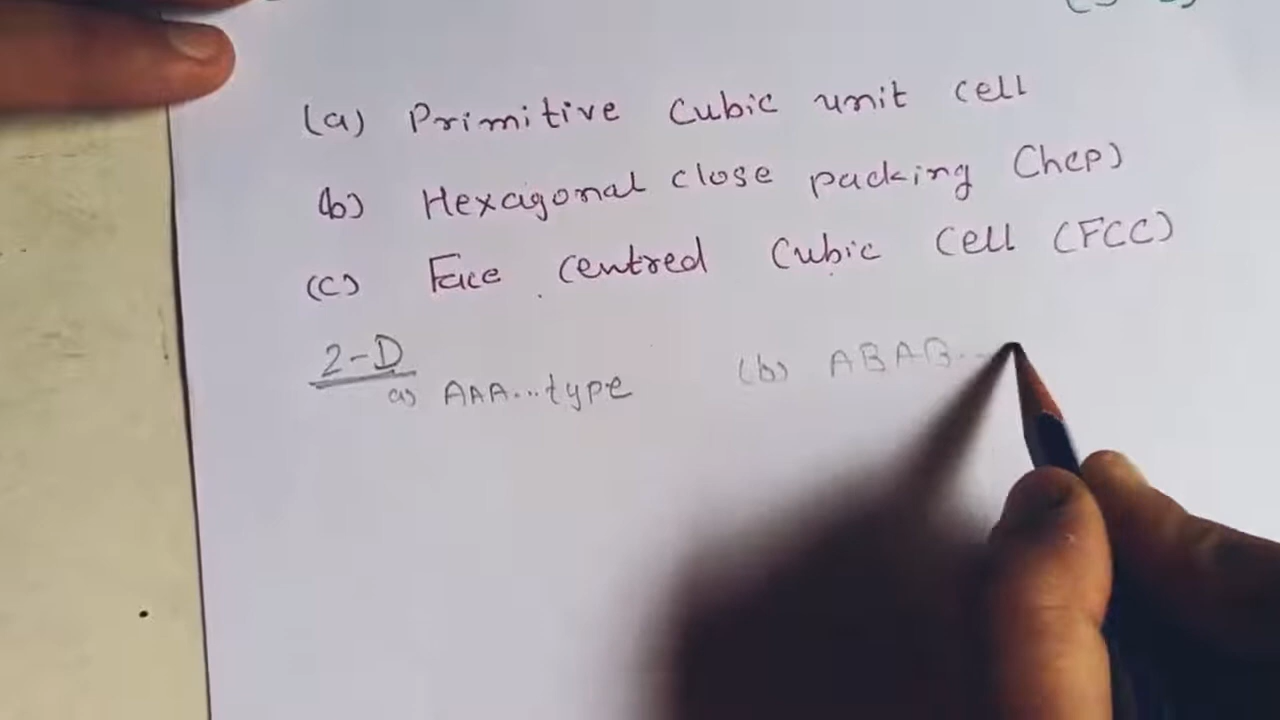 (a) Primitive Cubic unit cell
(b) Hexagonal close packing (hcp)
(c) Face centred Cubic Cell (FCC)
2-D
a) AAA...type (b) ABAB...